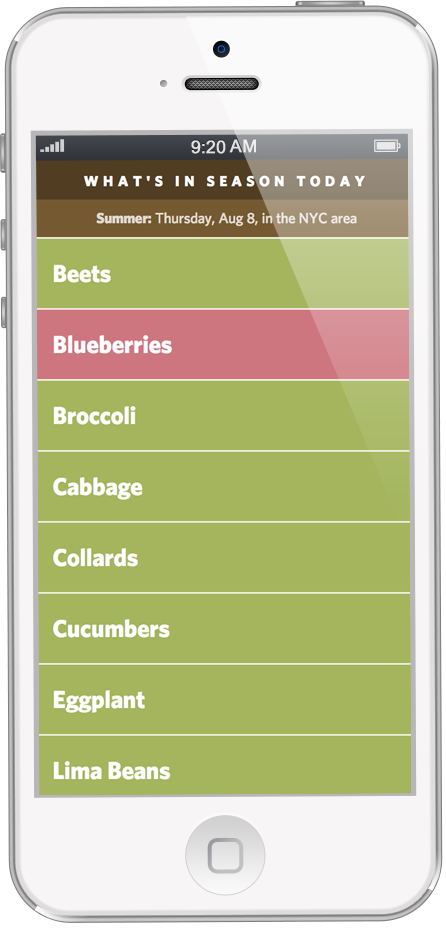 9:20 AM
WHAT'S IN SEASON TODAY
Summer: Thursday, Aug 8, in the NYC area
Beets
Blueberries
Broccoli
Cabbage
Collards
Cucumbers
Eggplant
Lima Beans